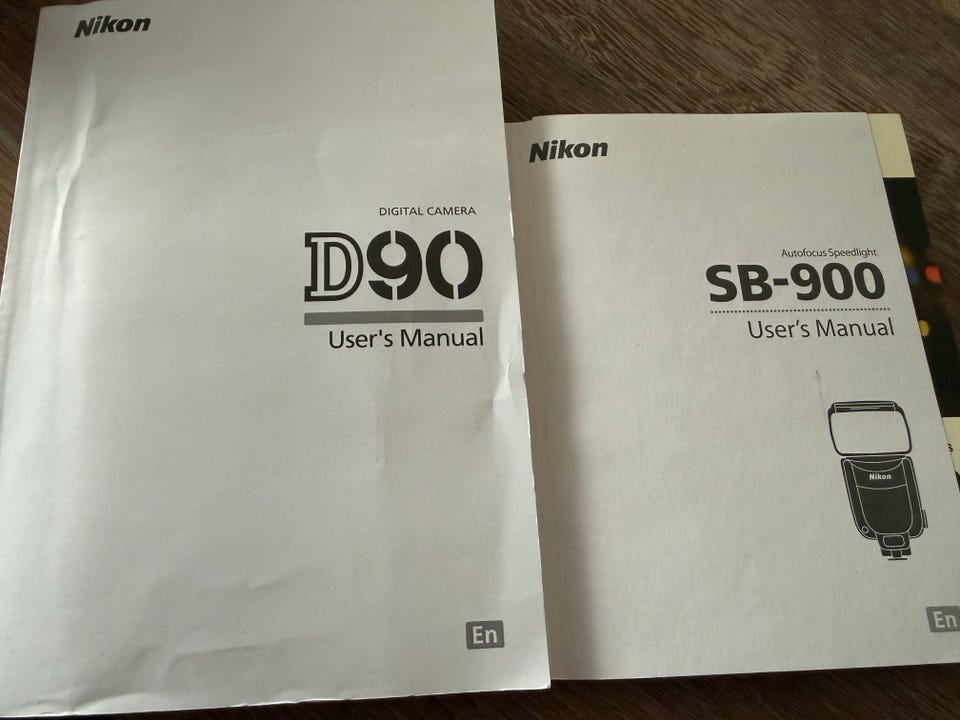 Nikon
DIGITAL CAMERA
D90
User's Manual
En
Nikon
Autofocus Speedlight
SB-900
User's Manual
Nikon
En
s